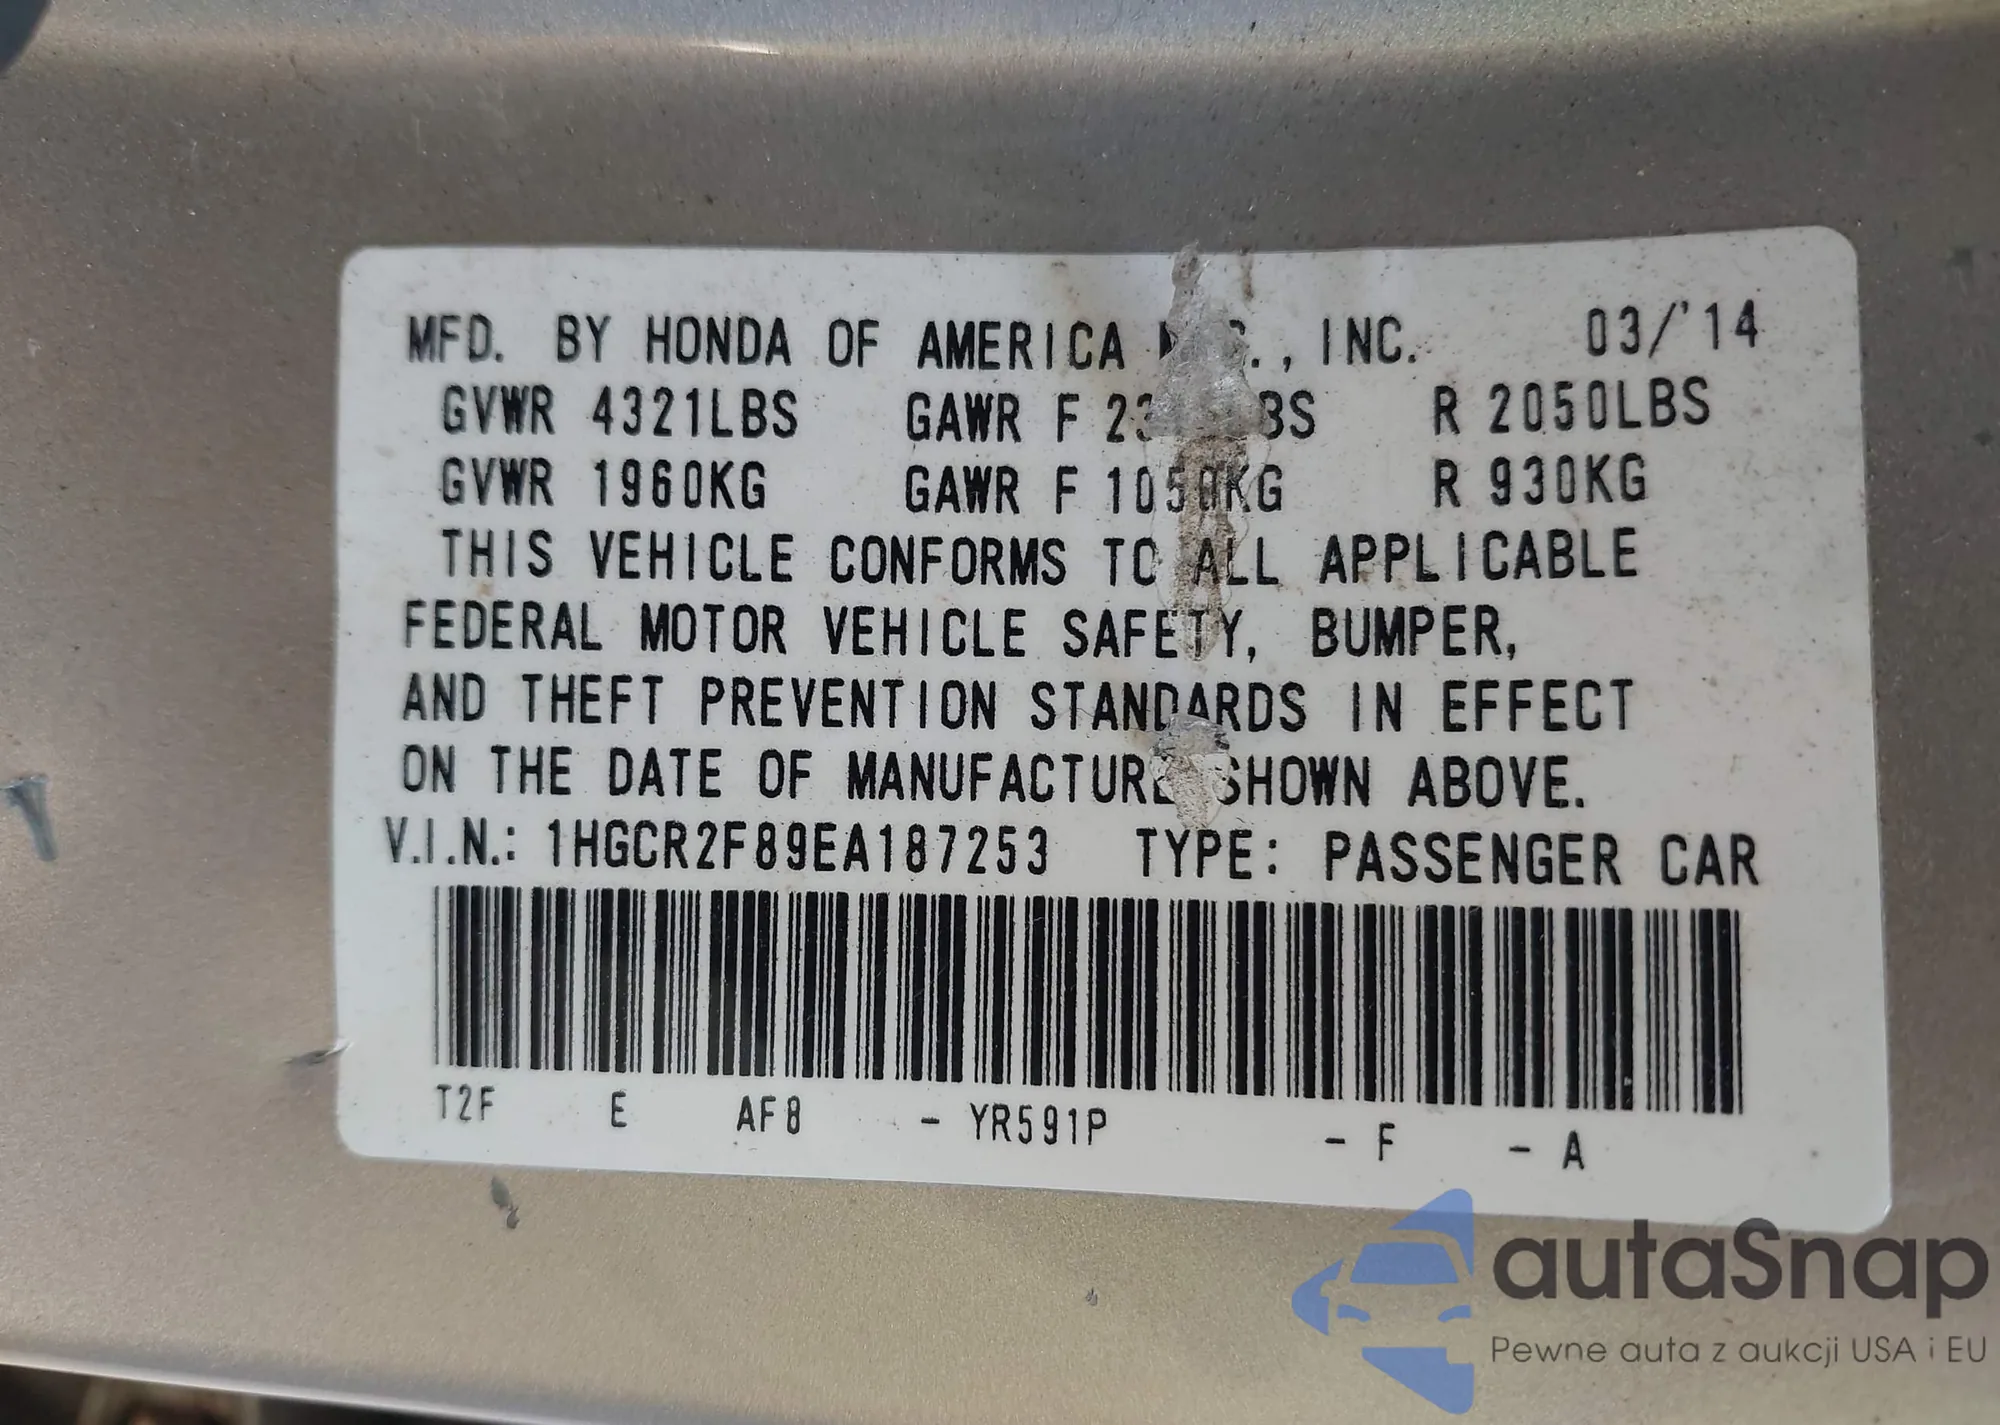 MFD. BY HONDA OF AMERICA , INC. 03/'14
GVWR 4321LBS GAWR F R 2050LBS
GVWR 1960KG GAWR F 1050KG R 930KG
THIS VEHICLE CONFORMS TO ALL APPLICABLE
FEDERAL MOTOR VEHICLE SAFETY, BUMPER,
AND THEFT PREVENTION STANDARDS IN EFFECT
ON THE DATE OF MANUFACTURE SHOWN ABOVE.
V.I.N.: 1HGCR2F89EA187253 TYPE: PASSENGER CAR
T2F E AF8 - YR591P - F - A
autaSnap
Pewne auta z aukcji USA i EU